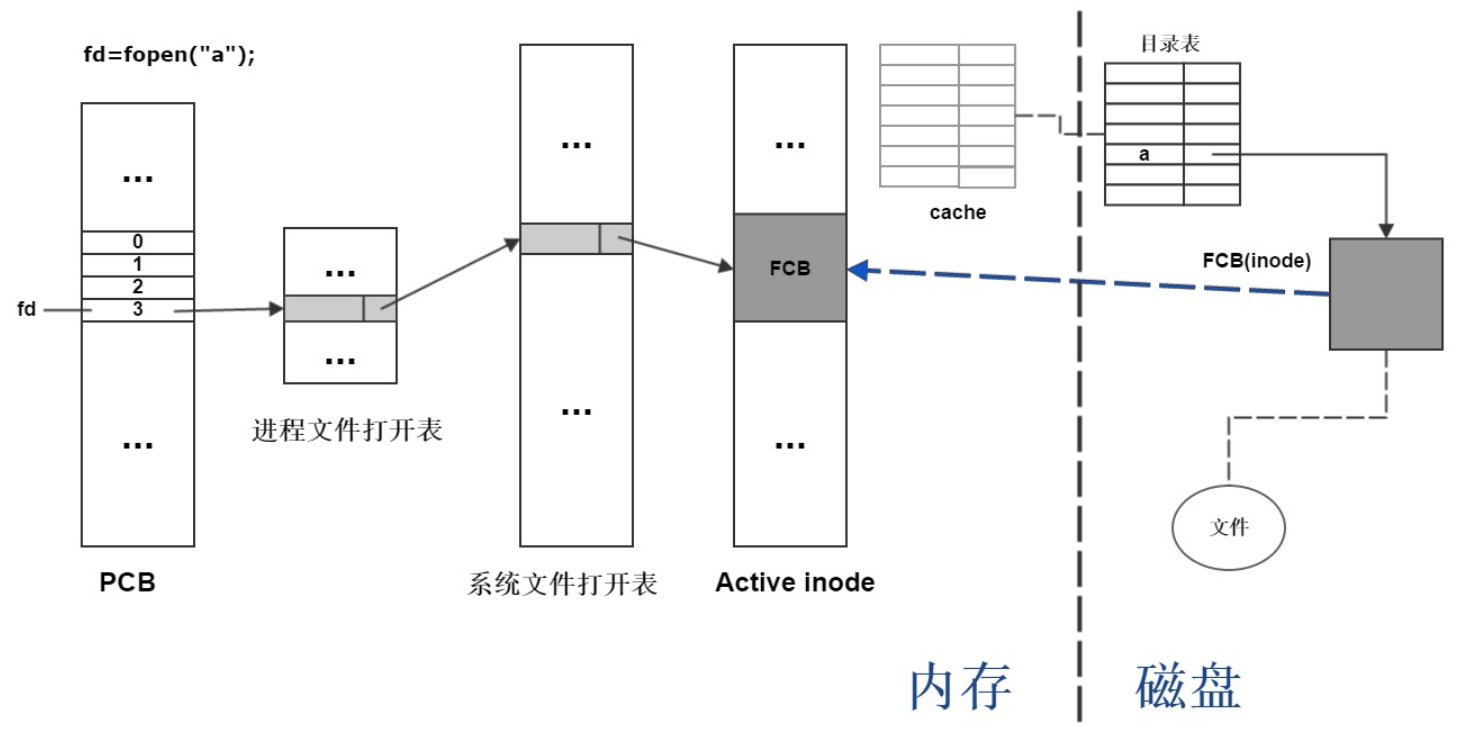 fd=fopen("a");
目录表
...
...
...
a
cache
0
1
2
3
fd
...
...
FCB
FCB(inode)
进程文件打开表
...
...
...
文件
PCB
系统文件打开表
Active inode
内存
磁盘